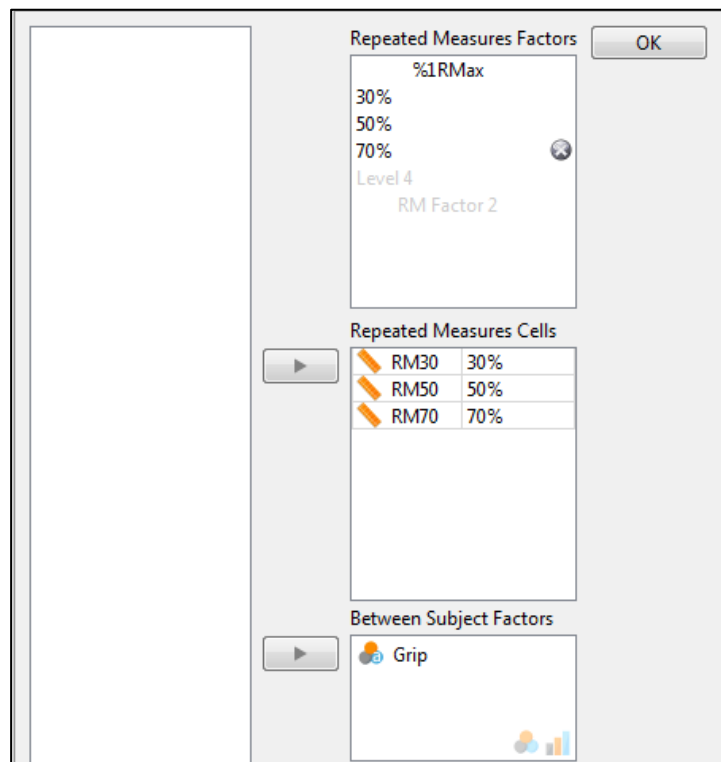 Repeated Measures Factors
OK
%1RMax
30%
50%
70%
Level 4
RM Factor 2
Repeated Measures Cells
RM30 30%
RM50 50%
RM70 70%
Between Subject Factors
a Grip